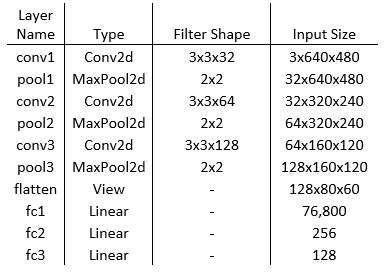 Layer Name Type Filter Shape Input Size
conv1 Conv2d 3x3x32 3x640x480
pool1 MaxPool2d 2x2 32x640x480
conv2 Conv2d 3x3x64 32x320x240
pool2 MaxPool2d 2x2 64x320x240
conv3 Conv2d 3x3x128 64x160x120
pool3 MaxPool2d 2x2 128x160x120
flatten View - 128x80x60
fc1 Linear - 76,800
fc2 Linear - 256
fc3 Linear - 128